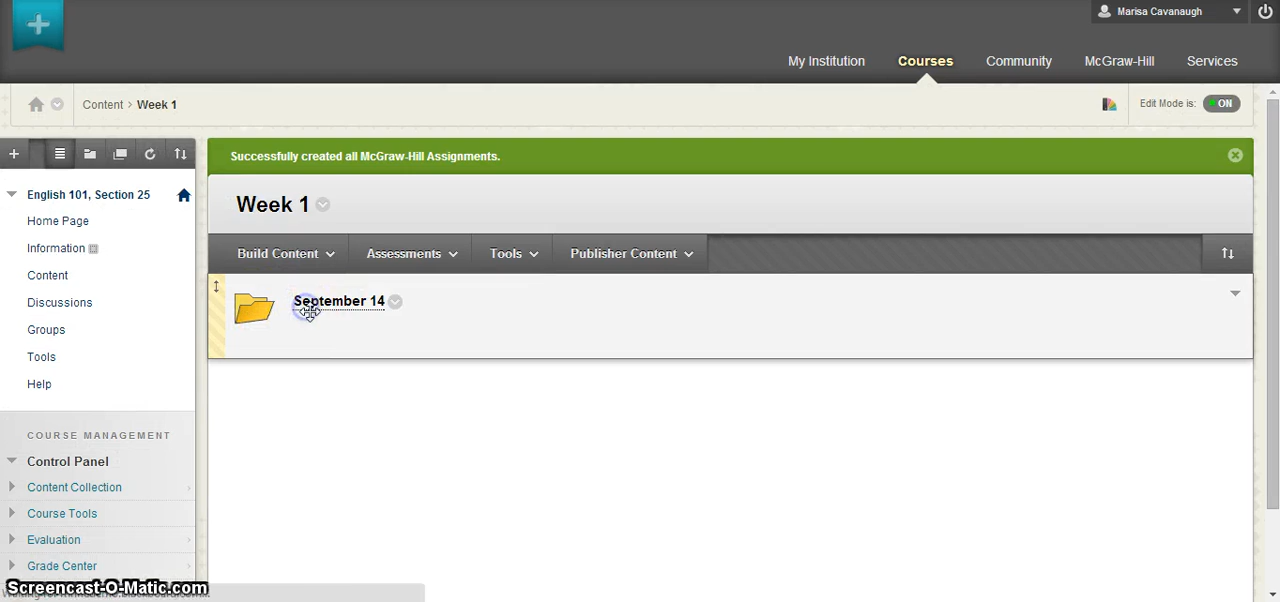 Marisa Cavanaugh
My Institution Courses Community McGraw-Hill Services
Content > Week 1
Edit Mode is: ON
Successfully created all McGraw-Hill Assignments.
English 101, Section 25
Home Page
Information
Content
Discussions
Groups
Tools
Help
COURSE MANAGEMENT
Control Panel
Content Collection
Course Tools
Evaluation
Grade Center
Week 1
Build Content Assessments Tools Publisher Content
September 14
Screencast-O-Matic.com